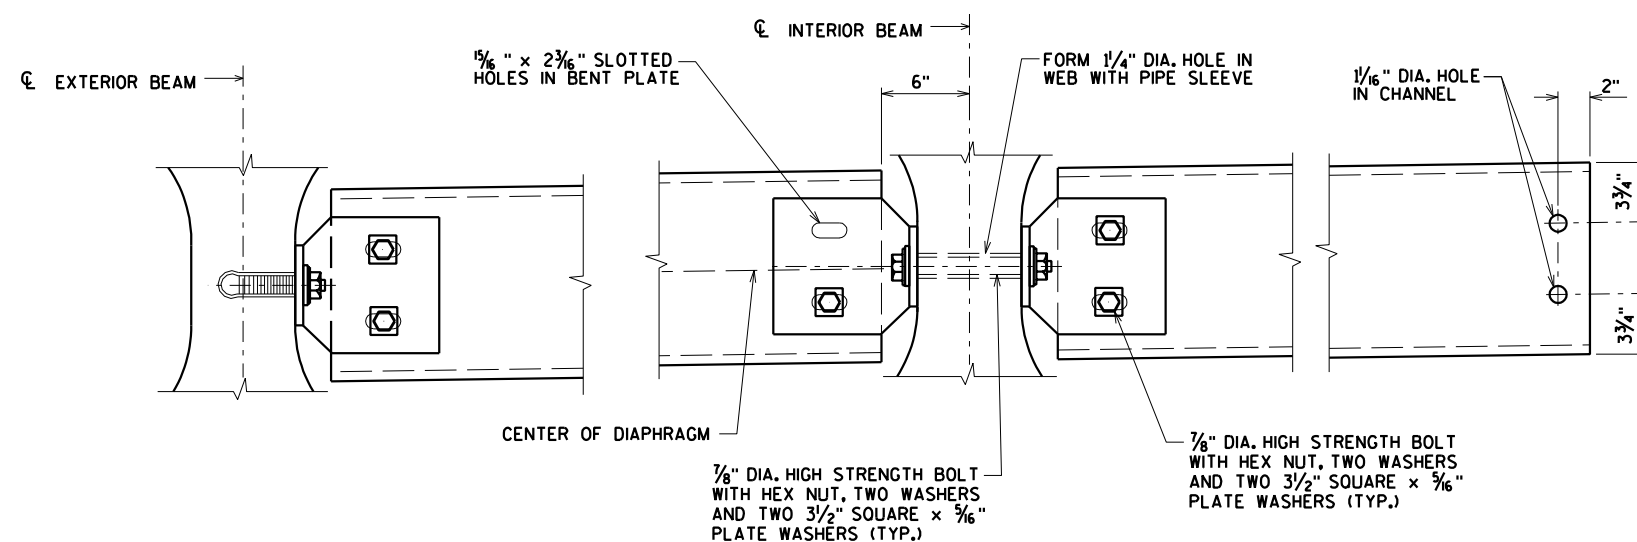 ℄ INTERIOR BEAM
℄ EXTERIOR BEAM
15/16" × 2 3/16" SLOTTED
HOLES IN BENT PLATE
6"
FORM 1 1/4" DIA. HOLE IN
WEB WITH PIPE SLEEVE
1 1/16" DIA. HOLE
IN CHANNEL
2"
3 3/4"
3 3/4"
CENTER OF DIAPHRAGM
7/8" DIA. HIGH STRENGTH BOLT
WITH HEX NUT, TWO WASHERS
AND TWO 3 1/2" SQUARE × 5/16"
PLATE WASHERS (TYP.)
7/8" DIA. HIGH STRENGTH BOLT
WITH HEX NUT, TWO WASHERS
AND TWO 3 1/2" SQUARE × 5/16"
PLATE WASHERS (TYP.)